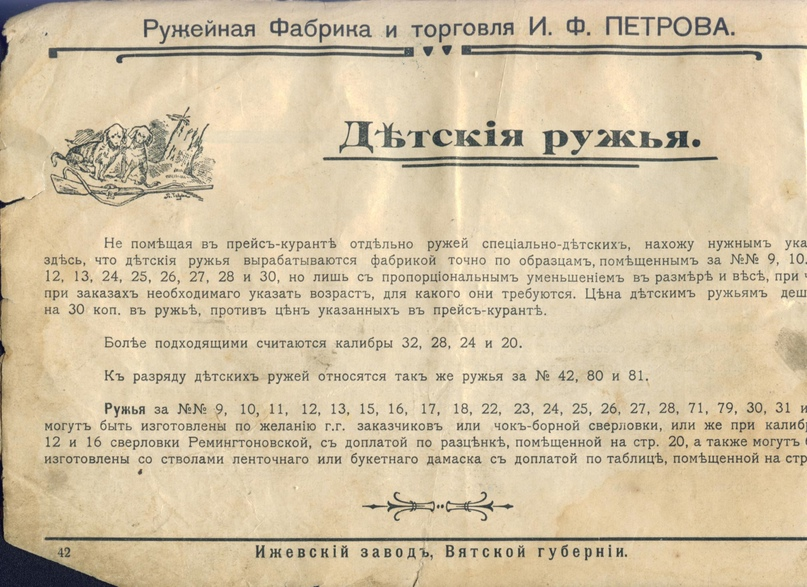 Ружейная Фабрика и торговля И. Ф. ПЕТРОВА.
Дѣтскія ружья.
Не помѣщая въ прейсъ-курантѣ отдѣльно ружей спеціально-дѣтскихъ, нахожу нужнымъ ука
здѣсь, что дѣтскія ружья вырабатываются фабрикой точно по образцамъ, помѣщеннымъ за №№ 9, 10.
12, 13, 24, 25, 26, 27, 28 и 30, но лишь съ пропорціональнымъ уменьшеніемъ въ размѣрѣ и вѣсѣ, при ч
при заказахъ необходимаго указать возрастъ, для какого они требуются. Цѣна дѣтскимъ ружьямъ деш
на 30 коп. въ ружьѣ, противъ цѣнъ указанныхъ въ прейсъ-курантѣ.
Болѣе подходящими считаются калибры 32, 28, 24 и 20.
Къ разряду дѣтскихъ ружей относятся такъ же ружья за № 42, 80 и 81.
Ружья за №№ 9, 10, 11, 12, 13, 15, 16, 17, 18, 22, 23, 24, 25, 26, 27, 28, 71, 79, 30, 31 и
могутъ быть изготовлены по желанію г.г. заказчиковъ или чокъ-борной сверловки, или же при калибр
12 и 16 сверловки Ремингтоновской, съ доплатой по разцѣнкѣ, помѣщенной на стр. 20, а также могутъ
изготовлены со стволами ленточнаго или букетнаго дамаска съ доплатой по таблицѣ, помѣщенной на стр
42
Ижевскій заводъ, Вятской губерніи.